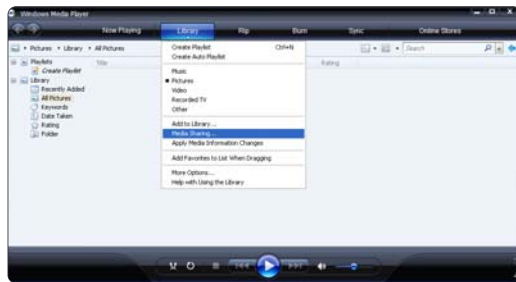 Windows Media Player
Now Playing
Library
Rip
Burn
Sync
Online Stores
Pictures
Library
All Pictures
Search
Playlists
Create Playlist
Library
Recently Added
All Pictures
Keywords
Date Taken
Rating
Folder
Title
Rating
Create Playlist Ctrl+N
Create Auto Playlist
Music
Pictures
Video
Recorded TV
Other
Add to Library...
Media Sharing...
Apply Media Information Changes
Add Favorites to List When Dragging
More Options...
Help with Using the Library